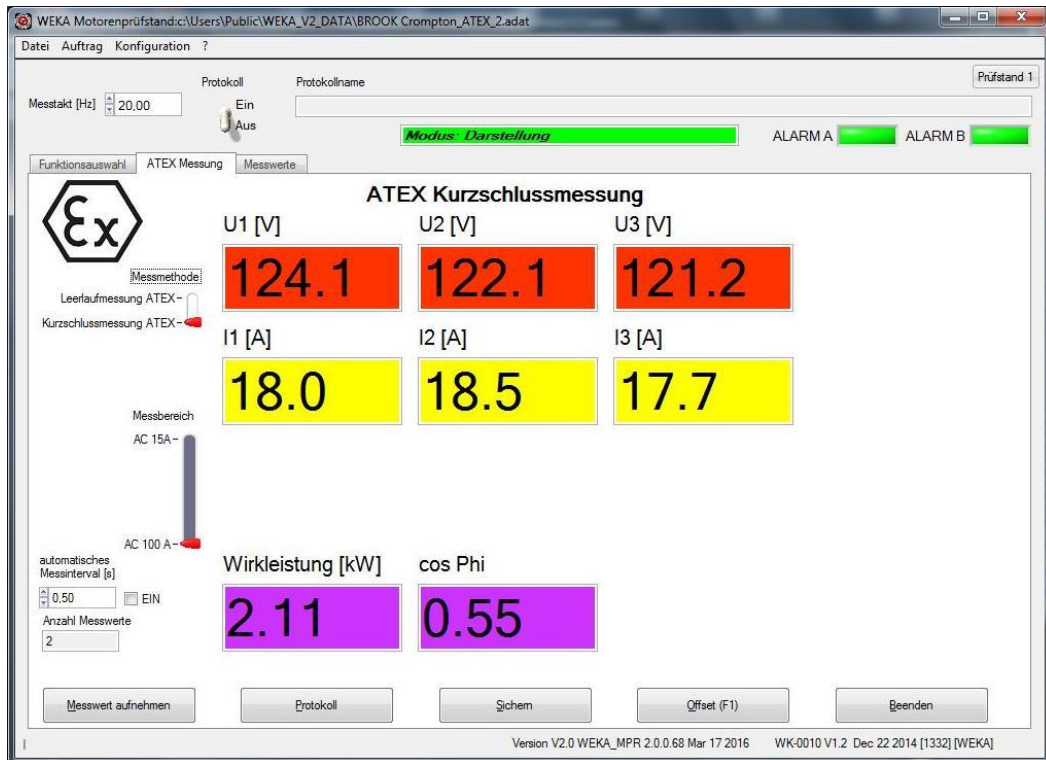 WEKA Motorenprüfstand:c:\Users\Public\WEKA_V2_DATA\BROOK Crompton_ATEX_2.adat
Datei Auftrag Konfiguration ?
Prüfstand 1
Protokoll Protokollname
Messtakt [Hz] 20,00 Ein
Aus
Modus: Darstellung ALARM A ALARM B
Funktionsauswahl ATEX Messung Messwerte
Ex
ATEX Kurzschlussmessung
U1 [V] U2 [V] U3 [V]
124.1 122.1 121.2
Messmethode
Leerlaufmessung ATEX
Kurzschlussmessung ATEX
I1 [A] I2 [A] I3 [A]
18.0 18.5 17.7
Messbereich
AC 15A
AC 100 A
automatisches
Messinterval [s]
0,50 EIN
Anzahl Messwerte
2
Wirkleistung [kW] cos Phi
2.11 0.55
Messwert aufnehmen Protokoll Sichern Offset (F1) Beenden
Version V2.0 WEKA_MPR 2.0.0.68 Mar 17 2016 WK-0010 V1.2 Dec 22 2014 [1332] [WEKA]